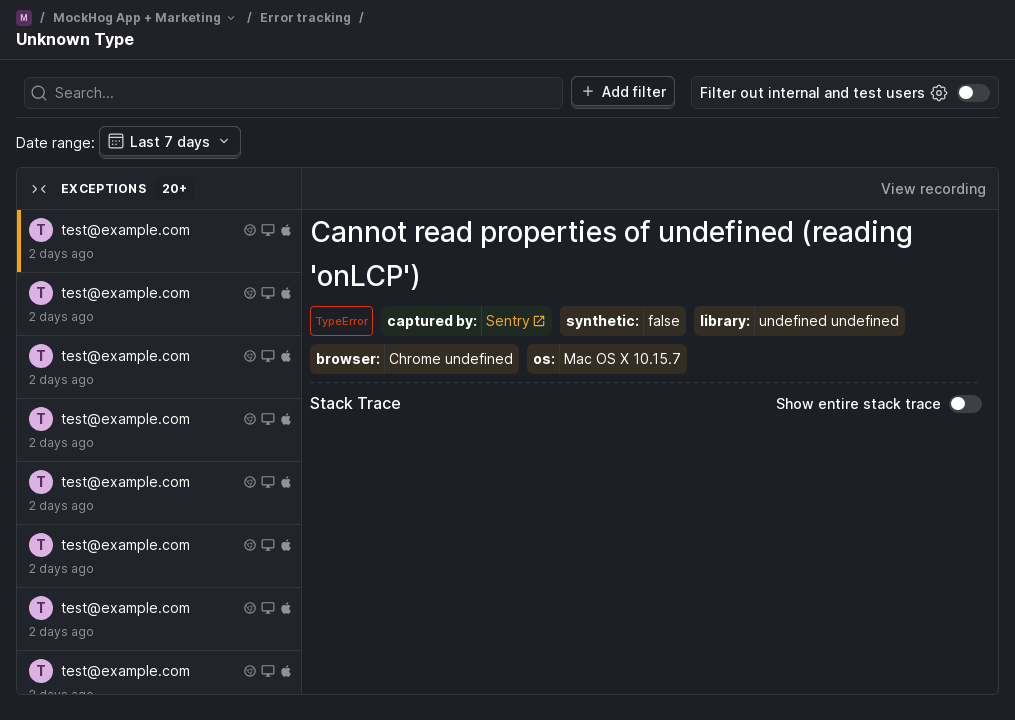 M / MockHog App + Marketing / Error tracking /
Unknown Type
Search...
Add filter
Filter out internal and test users
Date range: Last 7 days
EXCEPTIONS 20+
View recording
T test@example.com
2 days ago
T test@example.com
2 days ago
T test@example.com
2 days ago
T test@example.com
2 days ago
T test@example.com
2 days ago
T test@example.com
2 days ago
T test@example.com
2 days ago
T test@example.com
2 days ago
Cannot read properties of undefined (reading
'onLCP')
TypeError captured by: Sentry synthetic: false library: undefined undefined
browser: Chrome undefined os: Mac OS X 10.15.7
Stack Trace
Show entire stack trace